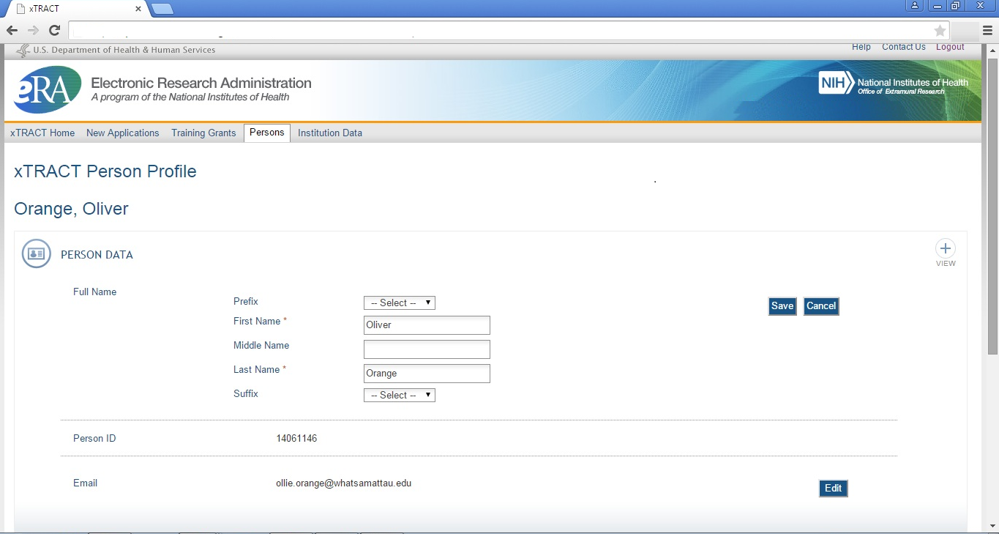 xTRACT
U.S. Department of Health & Human Services
Help Contact Us Logout
eRA Electronic Research Administration
A program of the National Institutes of Health
NIH National Institutes of Health
Office of Extramural Research
xTRACT Home New Applications Training Grants Persons Institution Data
xTRACT Person Profile
Orange, Oliver
PERSON DATA
VIEW
Full Name
Prefix -- Select --
Save Cancel
First Name * Oliver
Middle Name
Last Name * Orange
Suffix -- Select --
Person ID 14061146
Email ollie.orange@whatsamattau.edu
Edit